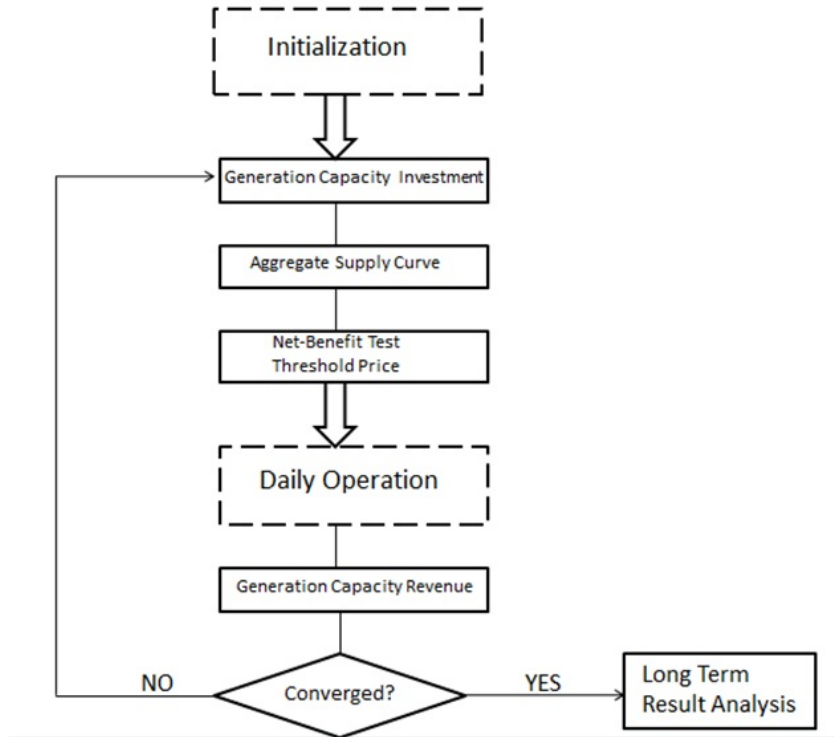 Initialization
Generation Capacity Investment
Aggregate Supply Curve
Net-Benefit Test
Threshold Price
Daily Operation
Generation Capacity Revenue
NO
Converged?
YES
Long Term
Result Analysis